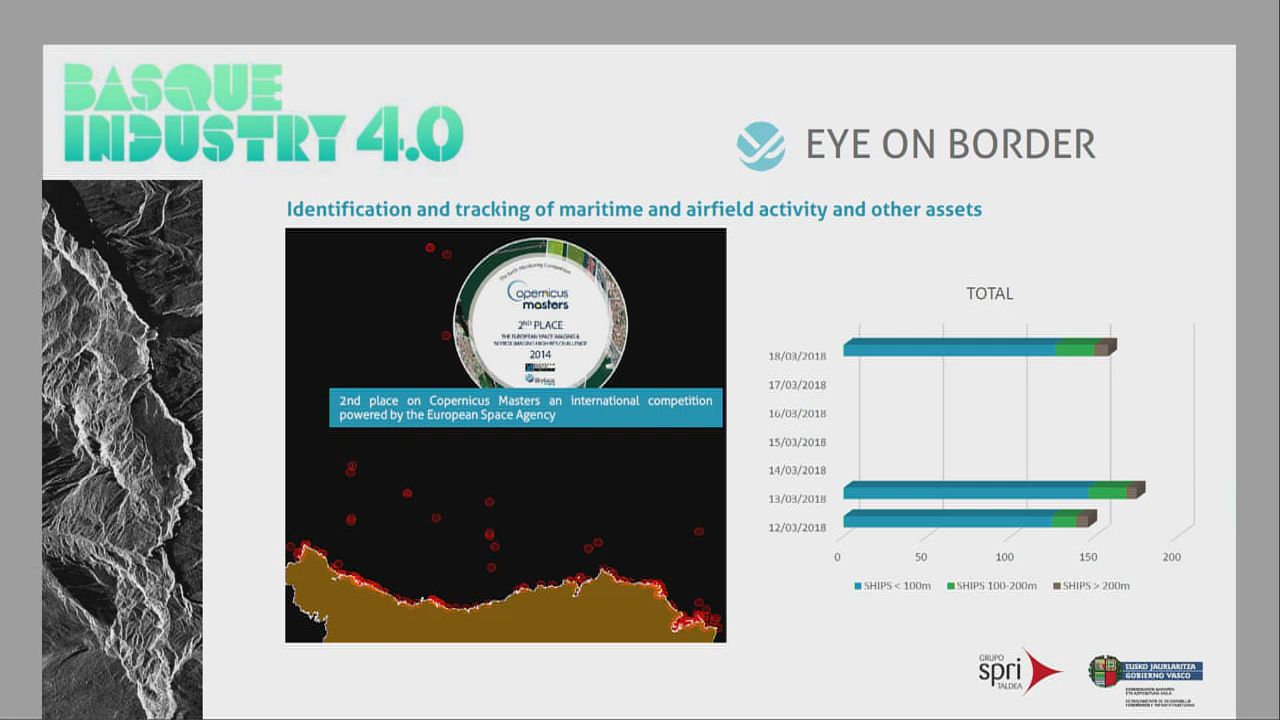 BASQUE
INDUSTRY 4.0
EYE ON BORDER
Identification and tracking of maritime and airfield activity and other assets
The Earth Monitoring Competition
Copernicus
masters
2ND PLACE
THE EUROPEAN SPACE IMAGING &
SKYBOX IMAGING HIGH-RES CHALLENGE
2014
2nd place on Copernicus Masters an international competition
powered by the European Space Agency
TOTAL
18/03/2018
17/03/2018
16/03/2018
15/03/2018
14/03/2018
13/03/2018
12/03/2018
0 50 100 150 200
SHIPS < 100m SHIPS 100-200m SHIPS > 200m
GRUPO
spri
TALDEA
EUSKO JAURLARITZA
GOBIERNO VASCO